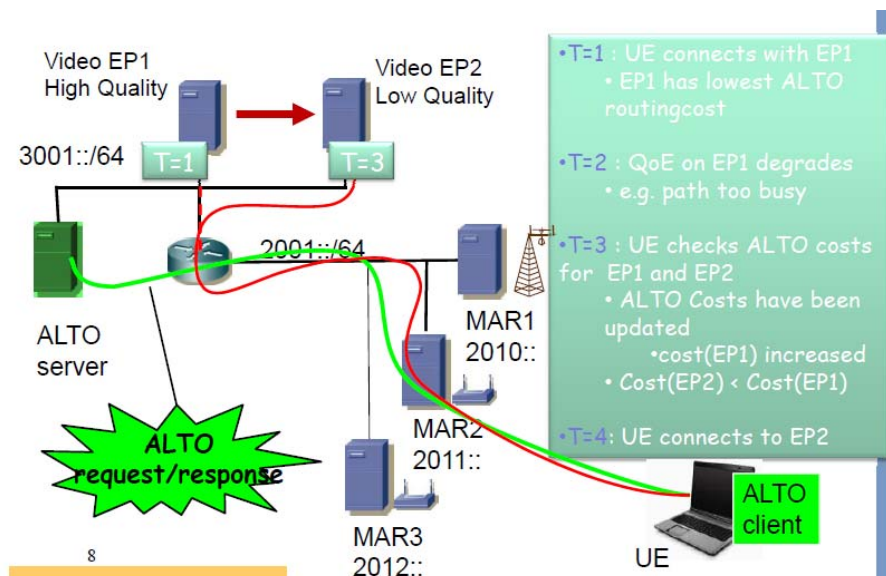 Video EP1
High Quality
Video EP2
Low Quality
3001::/64
T=1
T=3
2001::/64
ALTO
server
MAR1
2010::
MAR2
2011::
MAR3
2012::
ALTO
request/response
UE
ALTO
client
•T=1 : UE connects with EP1
• EP1 has lowest ALTO
routingcost
•T=2 : QoE on EP1 degrades
• e.g. path too busy
•T=3 : UE checks ALTO costs
for EP1 and EP2
• ALTO Costs have been
updated
•cost(EP1) increased
• Cost(EP2) < Cost(EP1)
•T=4: UE connects to EP2
8